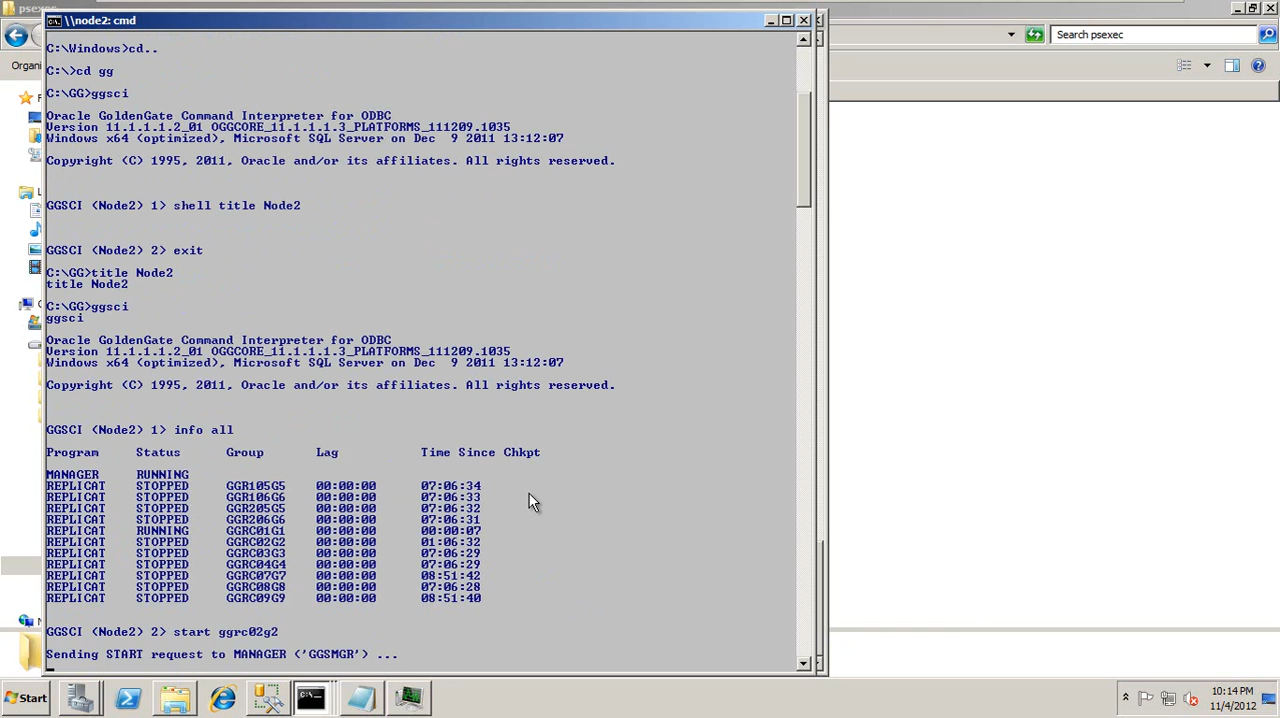 psexec
\\node2: cmd
Search psexec
Organi
C:\Windows>cd..
C:\>cd gg
C:\GG>ggsci
Oracle GoldenGate Command Interpreter for ODBC
Version 11.1.1.1.2_01 OGGCORE_11.1.1.1.3_PLATFORMS_111209.1035
Windows x64 (optimized), Microsoft SQL Server on Dec  9 2011 13:12:07
Copyright (C) 1995, 2011, Oracle and/or its affiliates. All rights reserved.
GGSCI (Node2) 1> shell title Node2
GGSCI (Node2) 2> exit
C:\GG>title Node2
title Node2
C:\GG>ggsci
ggsci
Oracle GoldenGate Command Interpreter for ODBC
Version 11.1.1.1.2_01 OGGCORE_11.1.1.1.3_PLATFORMS_111209.1035
Windows x64 (optimized), Microsoft SQL Server on Dec  9 2011 13:12:07
Copyright (C) 1995, 2011, Oracle and/or its affiliates. All rights reserved.
GGSCI (Node2) 1> info all
Program     Status      Group       Lag           Time Since Chkpt
MANAGER     RUNNING
REPLICAT    STOPPED     GGR105G5    00:00:00      07:06:34
REPLICAT    STOPPED     GGR106G6    00:00:00      07:06:33
REPLICAT    STOPPED     GGR205G5    00:00:00      07:06:32
REPLICAT    STOPPED     GGR206G6    00:00:00      07:06:31
REPLICAT    RUNNING     GGRC01G1    00:00:00      00:00:07
REPLICAT    STOPPED     GGRC02G2    00:00:00      01:06:32
REPLICAT    STOPPED     GGRC03G3    00:00:00      07:06:29
REPLICAT    STOPPED     GGRC04G4    00:00:00      07:06:29
REPLICAT    STOPPED     GGRC07G7    00:00:00      08:51:42
REPLICAT    STOPPED     GGRC08G8    00:00:00      07:06:28
REPLICAT    STOPPED     GGRC09G9    00:00:00      08:51:40
GGSCI (Node2) 2> start ggrc02g2
Sending START request to MANAGER ('GGSMGR') ...
Start
10:14 PM
11/4/2012